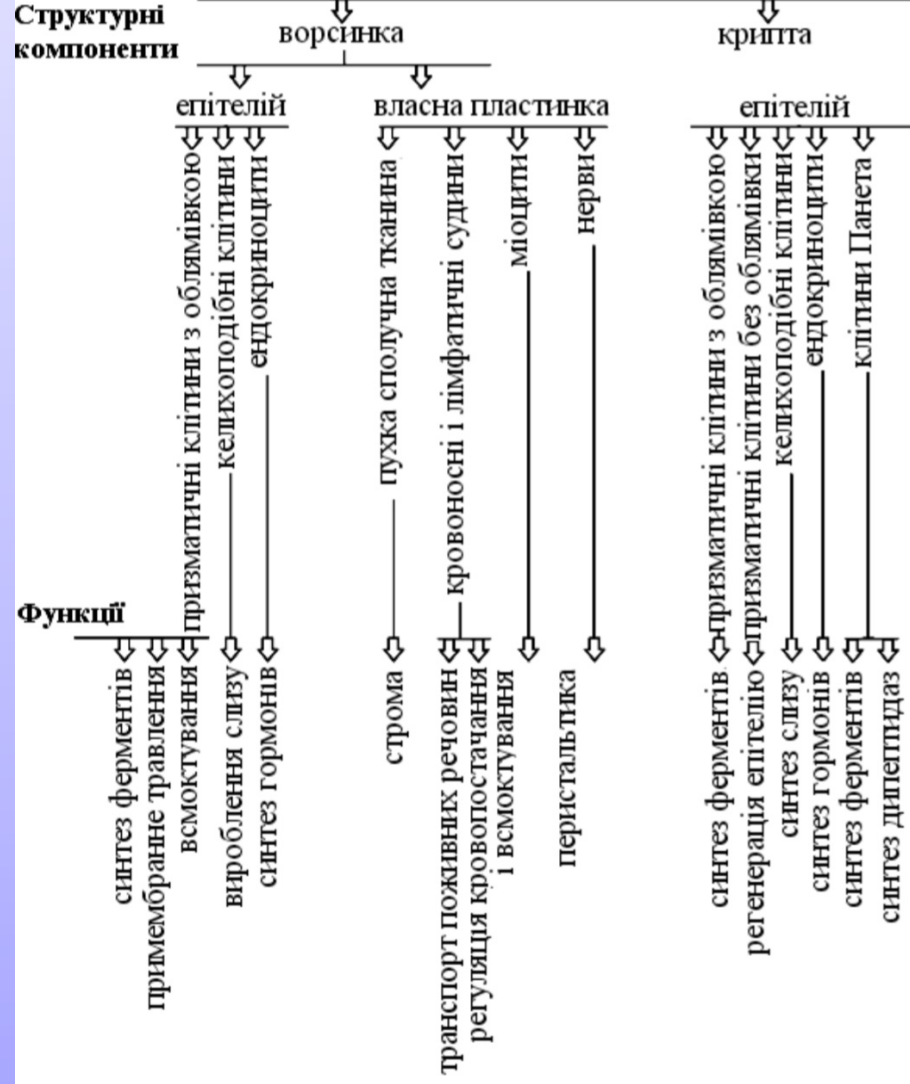 Структурні
компоненти
ворсинка
крипта
епітелій
власна пластинка
епітелій
призматичні клітини з облямівкою
келихоподібні клітини
ендокриноцити
пухка сполучна тканина
кровоносні і лімфатичні судини
міоцити
нерви
призматичні клітини з облямівкою
призматичні клітини без облямівки
келихоподібні клітини
ендокриноцити
клітини Панета
Функції
синтез ферментів
примембранне травлення
всмоктування
вироблення слизу
синтез гормонів
строма
транспорт поживних речовин
регуляція кровопостачання
і всмоктування
перистальтика
синтез ферментів
регенерація епітелію
синтез слизу
синтез гормонів
синтез ферментів
синтез дипептидаз